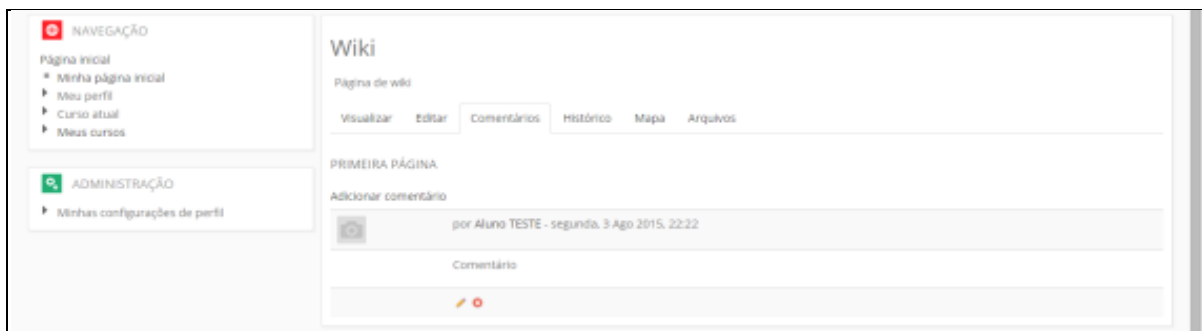 NAVEGAÇÃO
Página inicial
Minha página inicial
Meu perfil
Curso atual
Meus cursos
ADMINISTRAÇÃO
Minhas configurações de perfil
Wiki
Página de wiki
Visualizar Editar Comentários Histórico Mapa Arquivos
PRIMEIRA PÁGINA
Adicionar comentário
por Aluno TESTE - segunda, 3 Ago 2015, 22:22
Comentário